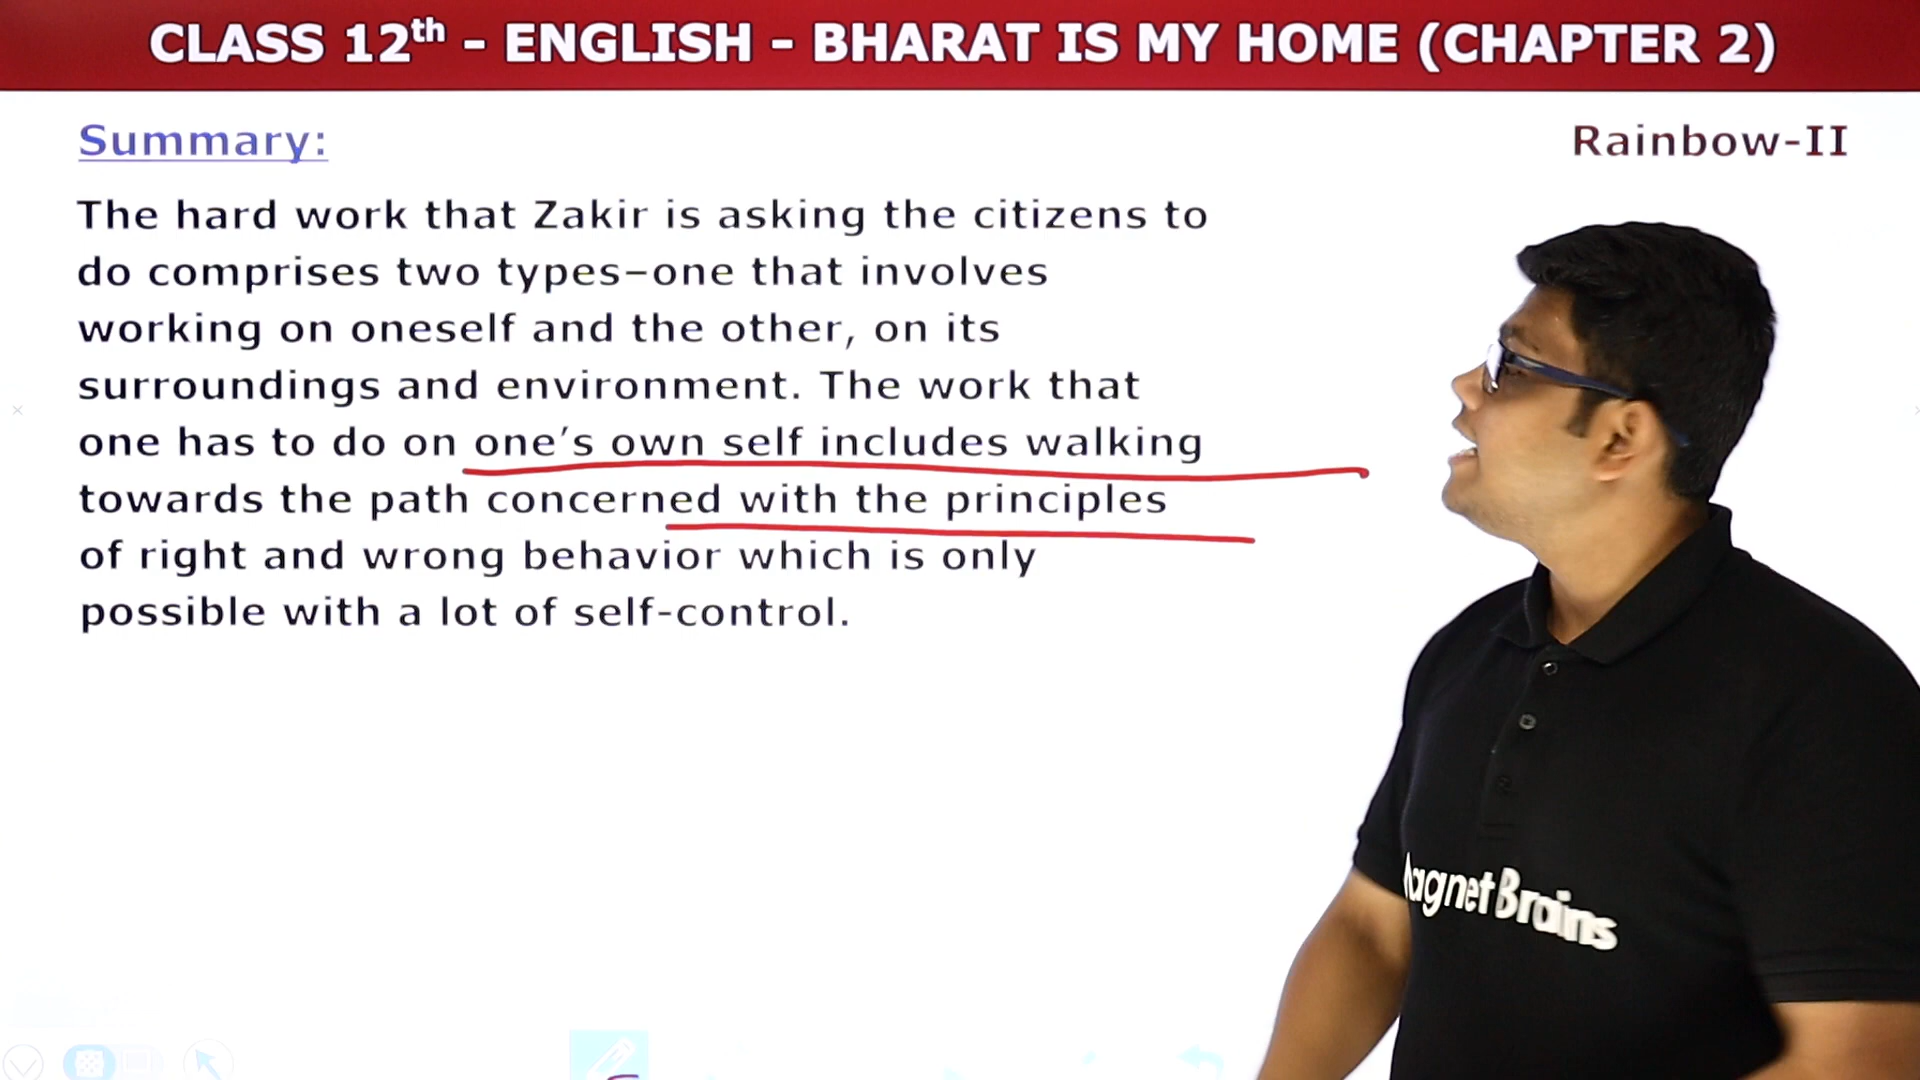 CLASS 12th - ENGLISH - BHARAT IS MY HOME (CHAPTER 2)
Summary:
Rainbow-II
The hard work that Zakir is asking the citizens to
do comprises two types–one that involves
working on oneself and the other, on its
surroundings and environment. The work that
one has to do on one’s own self includes walking
towards the path concerned with the principles
of right and wrong behavior which is only
possible with a lot of self-control.
agnet Brains